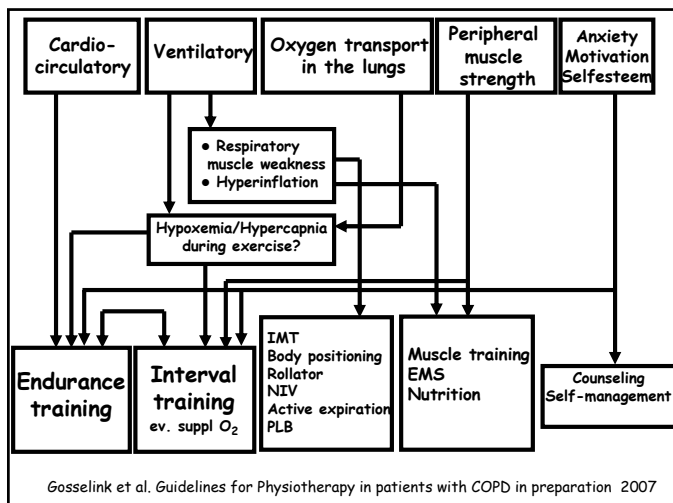 Cardio-
circulatory
Ventilatory
Oxygen transport
in the lungs
Peripheral
muscle
strength
Anxiety
Motivation
Selfesteem
● Respiratory
muscle weakness
● Hyperinflation
Hypoxemia/Hypercapnia
during exercise?
Endurance
training
Interval
training
ev. suppl O₂
IMT
Body positioning
Rollator
NIV
Active expiration
PLB
Muscle training
EMS
Nutrition
Counseling
Self-management
Gosselink et al. Guidelines for Physiotherapy in patients with COPD in preparation 2007